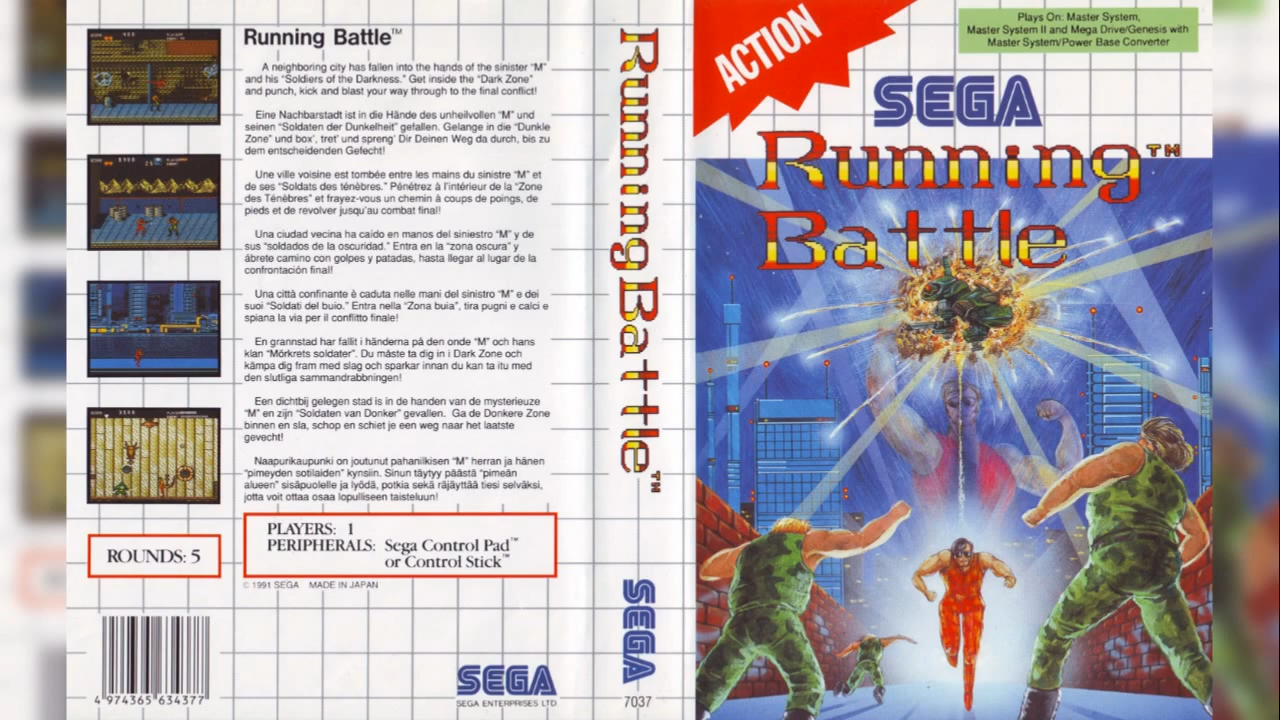 Running Battle™
A neighboring city has fallen into the hands of the sinister “M”
and his “Soldiers of the Darkness.” Get inside the “Dark Zone”
and punch, kick and blast your way through to the final conflict!
Eine Nachbarstadt ist in die Hände des unheilvollen “M” und
seinen “Soldaten der Dunkelheit” gefallen. Gelange in die “Dunkle
Zone” und box’, tret’ und spreng’ Dir Deinen Weg da durch, bis zu
dem entscheidenden Gefecht!
Une ville voisine est tombée entre les mains du sinistre “M” et
de ses “Soldats des ténèbres.” Pénétrez à l’intérieur de la “Zone
des Ténèbres” et frayez-vous un chemin à coups de poings, de
pieds et de revolver jusqu’au combat final!
Una ciudad vecina ha caído en manos del siniestro “M” y de
sus “soldados de la oscuridad.” Entra en la “zona oscura” y
ábrete camino con golpes y patadas, hasta llegar al lugar de la
confrontación final!
Una città confinante è caduta nelle mani del sinistro “M” e dei
suoi “Soldati del buio.” Entra nella “Zona buia”, tira pugni e calci e
spiana la via per il conflitto finale!
En grannstad har fallit i händerna på den onde “M” och hans
klan “Mörkrets soldater”. Du måste ta dig in i Dark Zone och
kämpa dig fram med slag och sparkar innan du kan ta itu med
den slutliga sammandrabbningen!
Een dichtbij gelegen stad is in de handen van de mysterieuze
“M” en zijn “Soldaten van Donker” gevallen. Ga de Donkere Zone
binnen en sla, schop en schiet je een weg naar het laatste
gevecht!
Naapurikaupunki on joutunut pahanilkisen “M” herran ja hänen
“pimeyden sotilaiden” kynsiin. Sinun täytyy päästä “pimeän
alueen” sisäpuolelle ja lyödä, potkia sekä räjäyttää tiesi selväksi,
jotta voit ottaa osaa lopulliseen taisteluun!
ROUNDS: 5
PLAYERS: 1
PERIPHERALS: Sega Control Pad™
or Control Stick™
© 1991 SEGA MADE IN JAPAN
4 974365 634377
SEGA
SEGA ENTERPRISES LTD.
Running Battle™
SEGA
7037
ACTION
Plays On: Master System,
Master System II and Mega Drive/Genesis with
Master System/Power Base Converter
SEGA
Running™
Battle